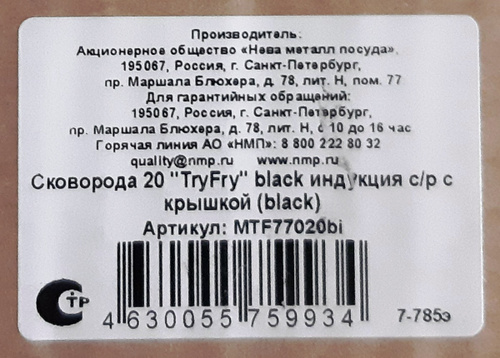 Производитель:
Акционерное общество «Нева металл посуда»,
195067, Россия, г. Санкт-Петербург,
пр. Маршала Блюхера, д. 78, лит. Н, пом. 77
Для гарантийных обращений:
195067, Россия, г. Санкт-Петербург,
пр. Маршала Блюхера, д. 78, лит. Н, с 10 до 16 час
Горячая линия АО «НМП»: 8 800 222 80 32
quality@nmp.ru www.nmp.ru
Сковорода 20 "TryFry" black индукция с/р с
крышкой (black)
Артикул: MTF77020bi
4 630055 759934
7-785э